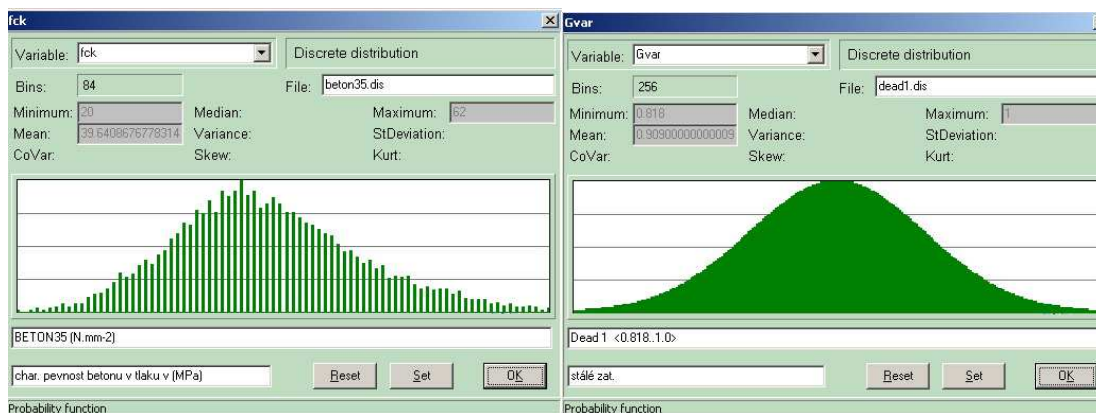 fck
Variable: fck Discrete distribution
Bins: 84 File: beton35.dis
Minimum: 20 Median: Maximum: 62
Mean: 39.6408676778314 Variance: StDeviation:
CoVar: Skew: Kurt:
BETON35 (N.mm-2)
char. pevnost betonu v tlaku v (MPa)
Reset Set OK
Probability function
Gvar
Variable: Gvar Discrete distribution
Bins: 256 File: dead1.dis
Minimum: 0.818 Median: Maximum: 1
Mean: 0.90900000000009 Variance: StDeviation:
CoVar: Skew: Kurt:
Dead 1 <0.818..1.0>
stálé zat.
Reset Set OK
Probability function